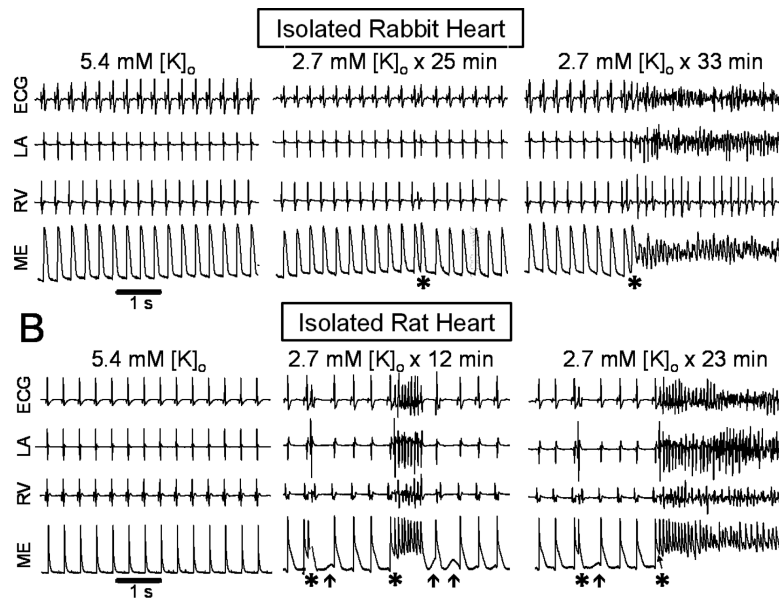 Isolated Rabbit Heart
5.4 mM [K]o
2.7 mM [K]o x 25 min
2.7 mM [K]o x 33 min
ECG
LA
RV
ME
*
*
1 s
B
Isolated Rat Heart
5.4 mM [K]o
2.7 mM [K]o x 12 min
2.7 mM [K]o x 23 min
ECG
LA
RV
ME
1 s
* ↑ * ↑ ↑
* ↑ *